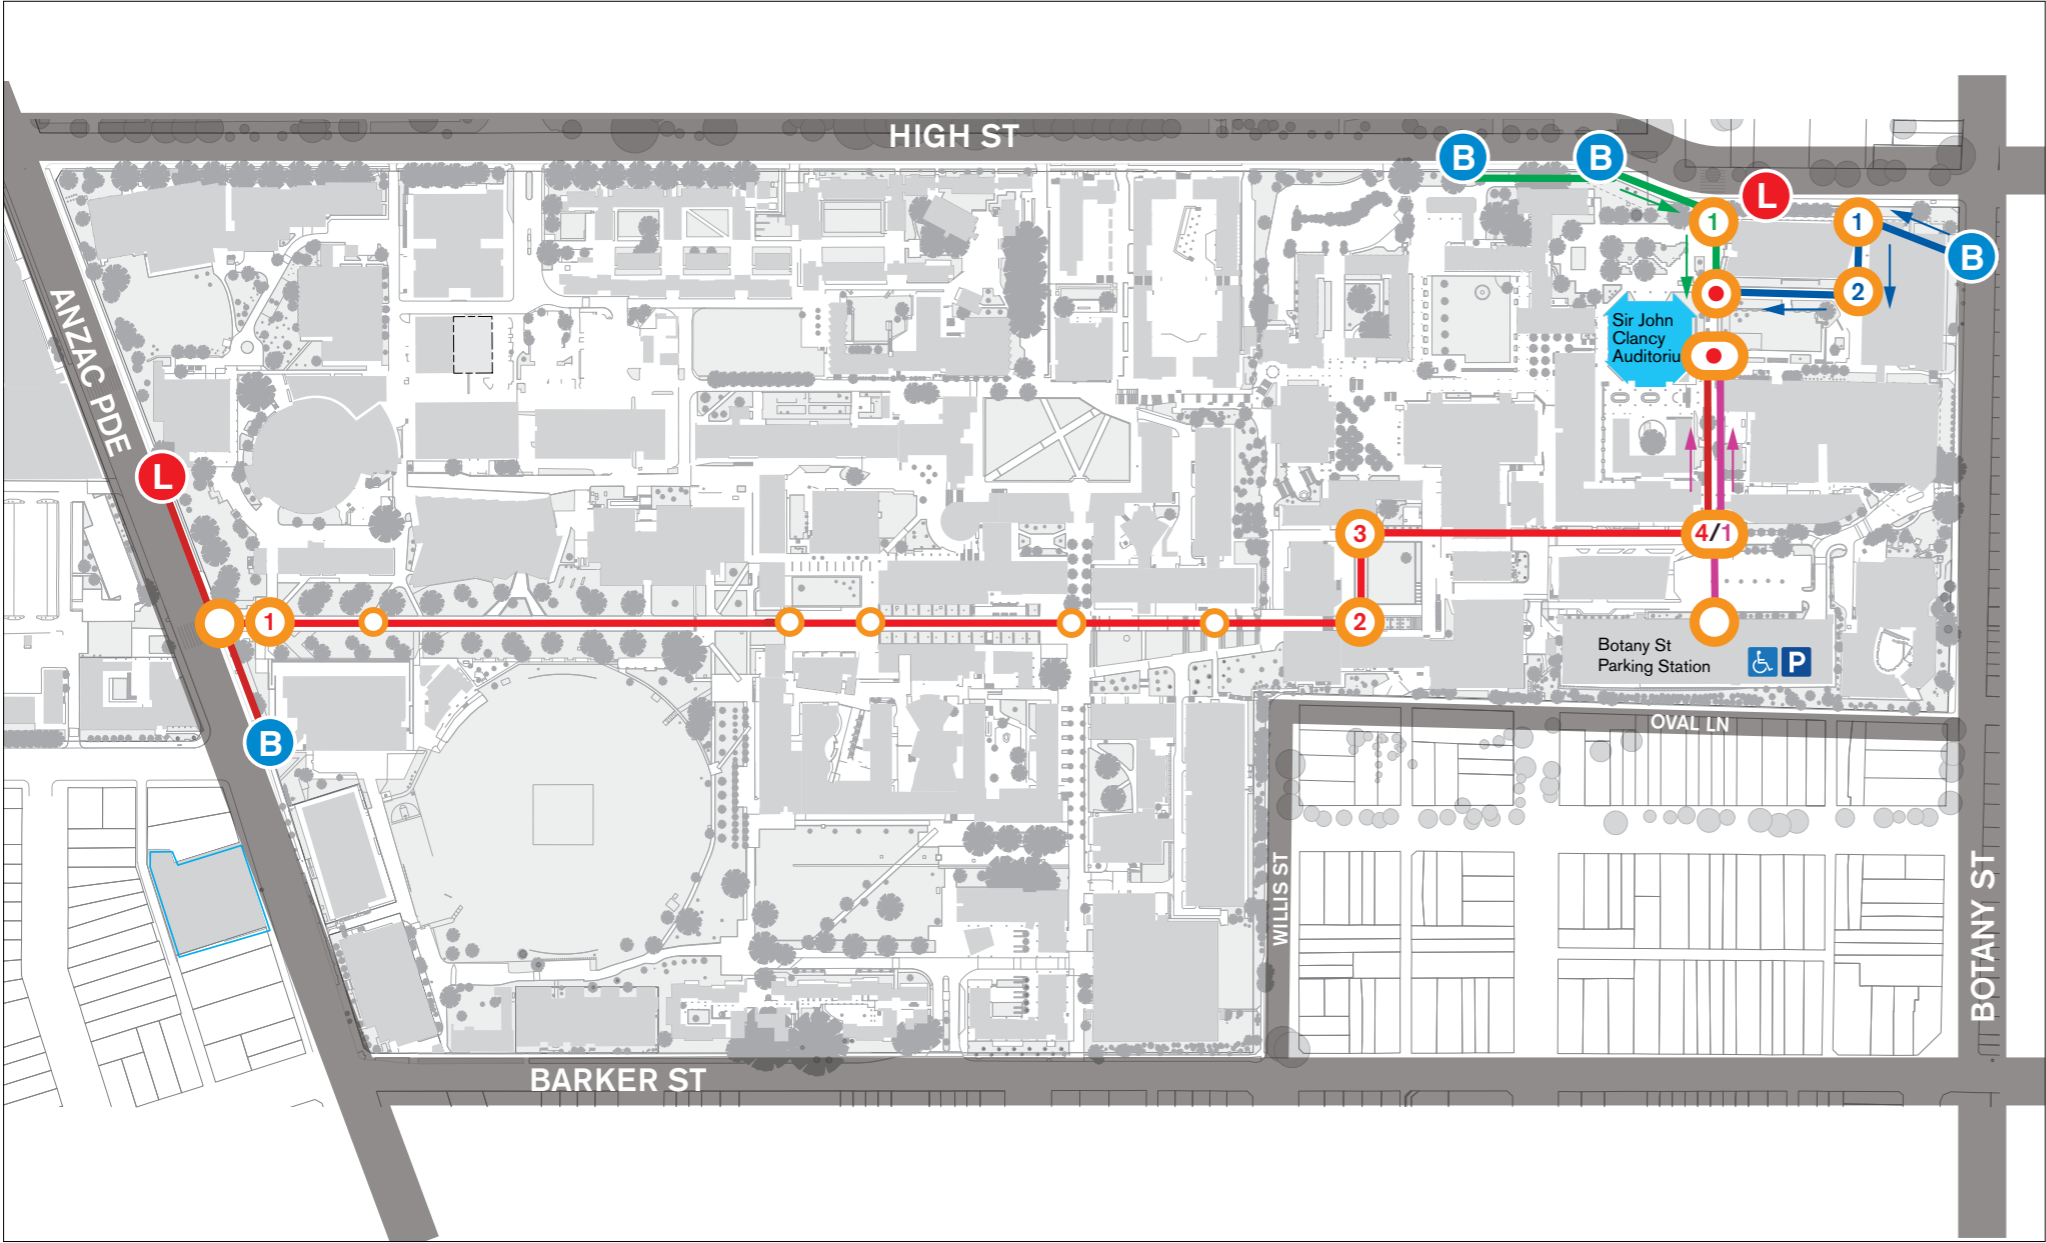 HIGH ST
B
B
L
1
1
B
2
Sir John
Clancy
Auditoriu
ANZAC PDE
L
3
4/1
1
2
Botany St
Parking Station
P
OVAL LN
B
WILLIS ST
BOTANY ST
BARKER ST